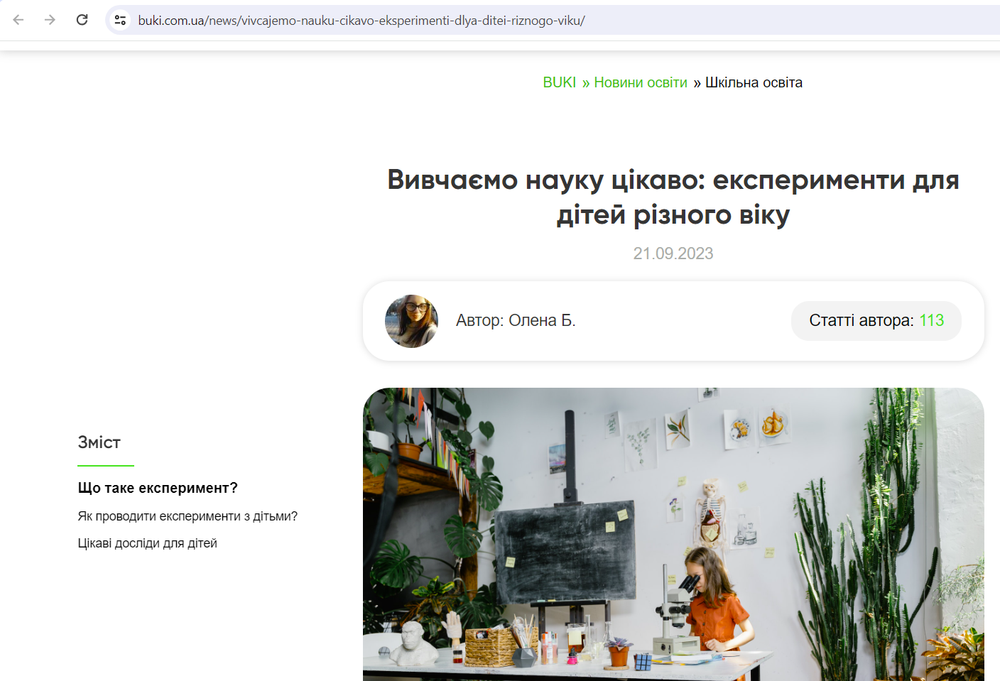 buki.com.ua/news/vivcajemo-nauku-cikavo-eksperimenti-dlya-ditei-riznogo-viku/
BUKI » Новини освіти » Шкільна освіта
Вивчаємо науку цікаво: експерименти для
дітей різного віку
21.09.2023
Автор: Олена Б.
Статті автора: 113
Зміст
Що таке експеримент?
Як проводити експерименти з дітьми?
Цікаві досліди для дітей